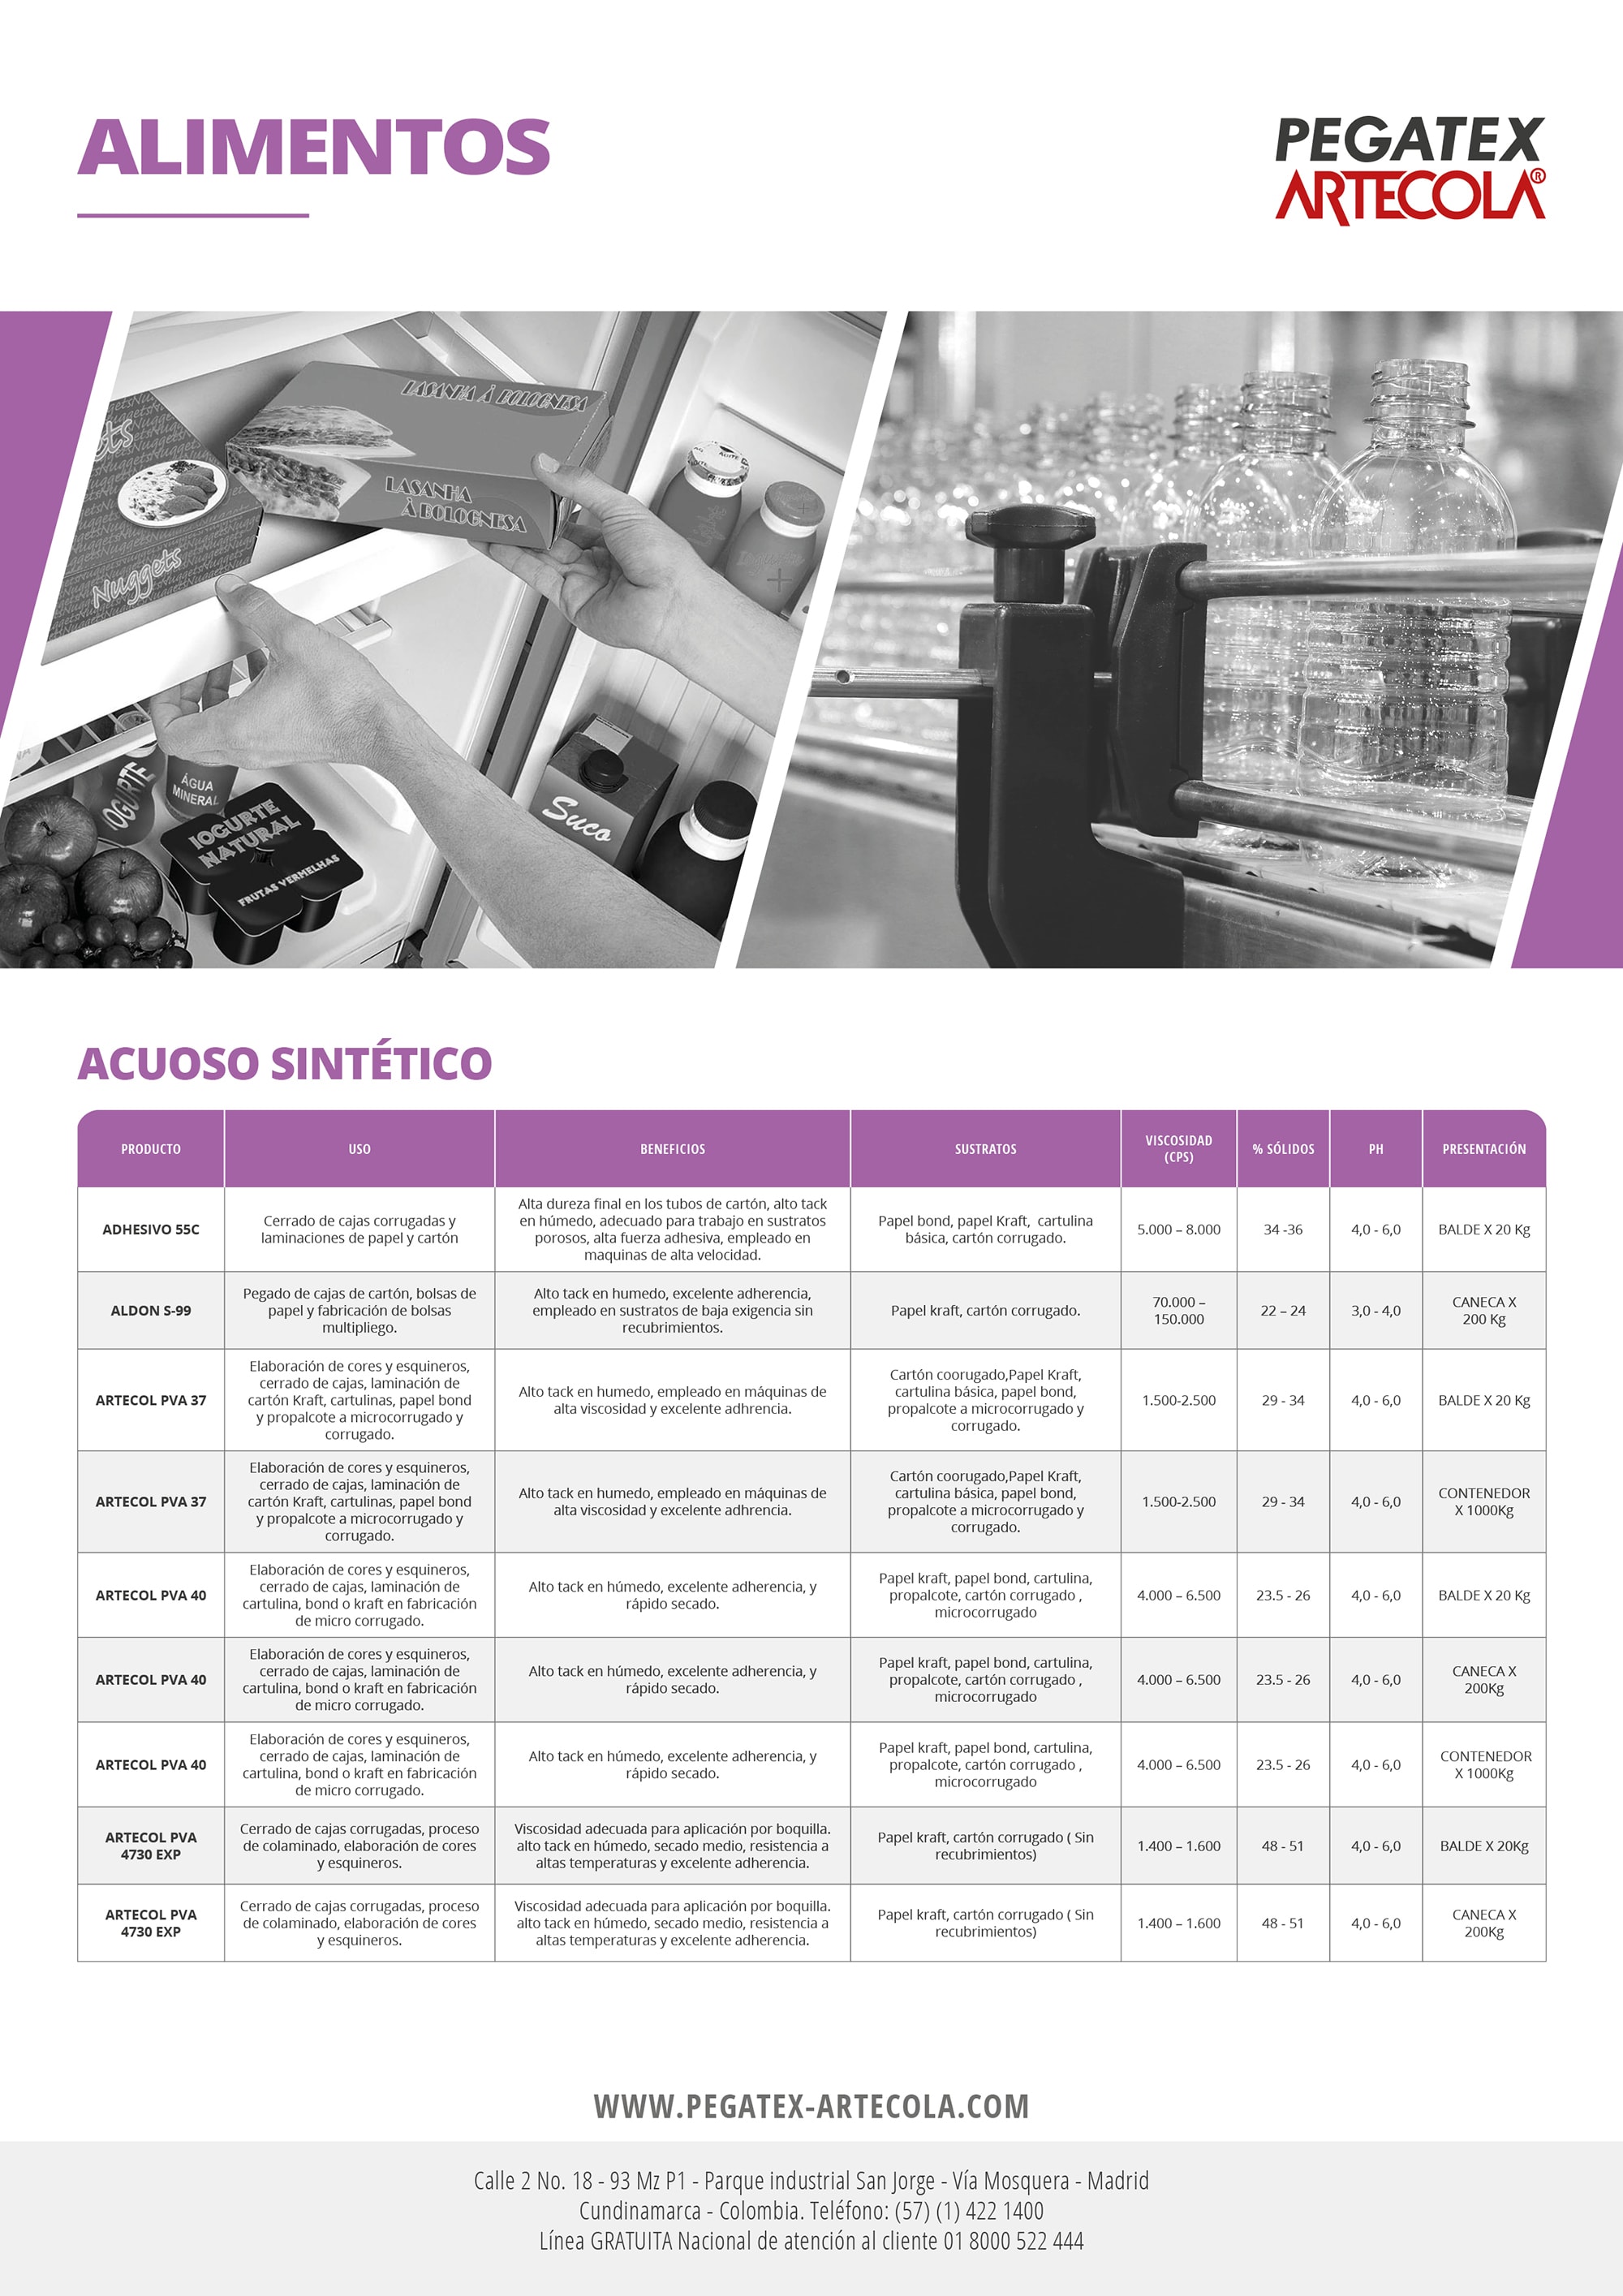 ALIMENTOS
PEGATEX
ARTECOLA®
LASANHA À BOLOGNESA
LASANHA
À BOLOGNESA
Nuggets
ÁGUA
MINERAL
IOGURTE
IOGURTE
NATURAL
FRUTAS VERMELHAS
Suco
ACUOSO SINTÉTICO
PRODUCTO USO BENEFICIOS SUSTRATOS VISCOSIDAD (CPS) % SÓLIDOS PH PRESENTACIÓN
ADHESIVO 55C
Cerrado de cajas corrugadas y
laminaciones de papel y cartón
Alta dureza final en los tubos de cartón, alto tack
en húmedo, adecuado para trabajo en sustratos
porosos, alta fuerza adhesiva, empleado en
maquinas de alta velocidad.
Papel bond, papel Kraft, cartulina
básica, cartón corrugado.
5.000 – 8.000
34 -36
4,0 - 6,0
BALDE X 20 Kg
ALDON S-99
Pegado de cajas de cartón, bolsas de
papel y fabricación de bolsas
multipliego.
Alto tack en humedo, excelente adherencia,
empleado en sustratos de baja exigencia sin
recubrimientos.
Papel kraft, cartón corrugado.
70.000 –
150.000
22 – 24
3,0 - 4,0
CANECA X
200 Kg
ARTECOL PVA 37
Elaboración de cores y esquineros,
cerrado de cajas, laminación de
cartón Kraft, cartulinas, papel bond
y propalcote a microcorrugado y
corrugado.
Alto tack en humedo, empleado en máquinas de
alta viscosidad y excelente adhrencia.
Cartón coorugado,Papel Kraft,
cartulina básica, papel bond,
propalcote a microcorrugado y
corrugado.
1.500-2.500
29 - 34
4,0 - 6,0
BALDE X 20 Kg
ARTECOL PVA 37
Elaboración de cores y esquineros,
cerrado de cajas, laminación de
cartón Kraft, cartulinas, papel bond
y propalcote a microcorrugado y
corrugado.
Alto tack en humedo, empleado en máquinas de
alta viscosidad y excelente adhrencia.
Cartón coorugado,Papel Kraft,
cartulina básica, papel bond,
propalcote a microcorrugado y
corrugado.
1.500-2.500
29 - 34
4,0 - 6,0
CONTENEDOR
X 1000Kg
ARTECOL PVA 40
Elaboración de cores y esquineros,
cerrado de cajas, laminación de
cartulina, bond o kraft en fabricación
de micro corrugado.
Alto tack en húmedo, excelente adherencia, y
rápido secado.
Papel kraft, papel bond, cartulina,
propalcote, cartón corrugado ,
microcorrugado
4.000 – 6.500
23.5 - 26
4,0 - 6,0
BALDE X 20 Kg
ARTECOL PVA 40
Elaboración de cores y esquineros,
cerrado de cajas, laminación de
cartulina, bond o kraft en fabricación
de micro corrugado.
Alto tack en húmedo, excelente adherencia, y
rápido secado.
Papel kraft, papel bond, cartulina,
propalcote, cartón corrugado ,
microcorrugado
4.000 – 6.500
23.5 - 26
4,0 - 6,0
CANECA X
200Kg
ARTECOL PVA 40
Elaboración de cores y esquineros,
cerrado de cajas, laminación de
cartulina, bond o kraft en fabricación
de micro corrugado.
Alto tack en húmedo, excelente adherencia, y
rápido secado.
Papel kraft, papel bond, cartulina,
propalcote, cartón corrugado ,
microcorrugado
4.000 – 6.500
23.5 - 26
4,0 - 6,0
CONTENEDOR
X 1000Kg
ARTECOL PVA
4730 EXP
Cerrado de cajas corrugadas, proceso
de colaminado, elaboración de cores
y esquineros.
Viscosidad adecuada para aplicación por boquilla.
alto tack en húmedo, secado medio, resistencia a
altas temperaturas y excelente adherencia.
Papel kraft, cartón corrugado ( Sin
recubrimientos)
1.400 – 1.600
48 - 51
4,0 - 6,0
BALDE X 20Kg
ARTECOL PVA
4730 EXP
Cerrado de cajas corrugadas, proceso
de colaminado, elaboración de cores
y esquineros.
Viscosidad adecuada para aplicación por boquilla.
alto tack en húmedo, secado medio, resistencia a
altas temperaturas y excelente adherencia.
Papel kraft, cartón corrugado ( Sin
recubrimientos)
1.400 – 1.600
48 - 51
4,0 - 6,0
CANECA X
200Kg
WWW.PEGATEX-ARTECOLA.COM
Calle 2 No. 18 - 93 Mz P1 - Parque industrial San Jorge - Vía Mosquera - Madrid
Cundinamarca - Colombia. Teléfono: (57) (1) 422 1400
Línea GRATUITA Nacional de atención al cliente 01 8000 522 444